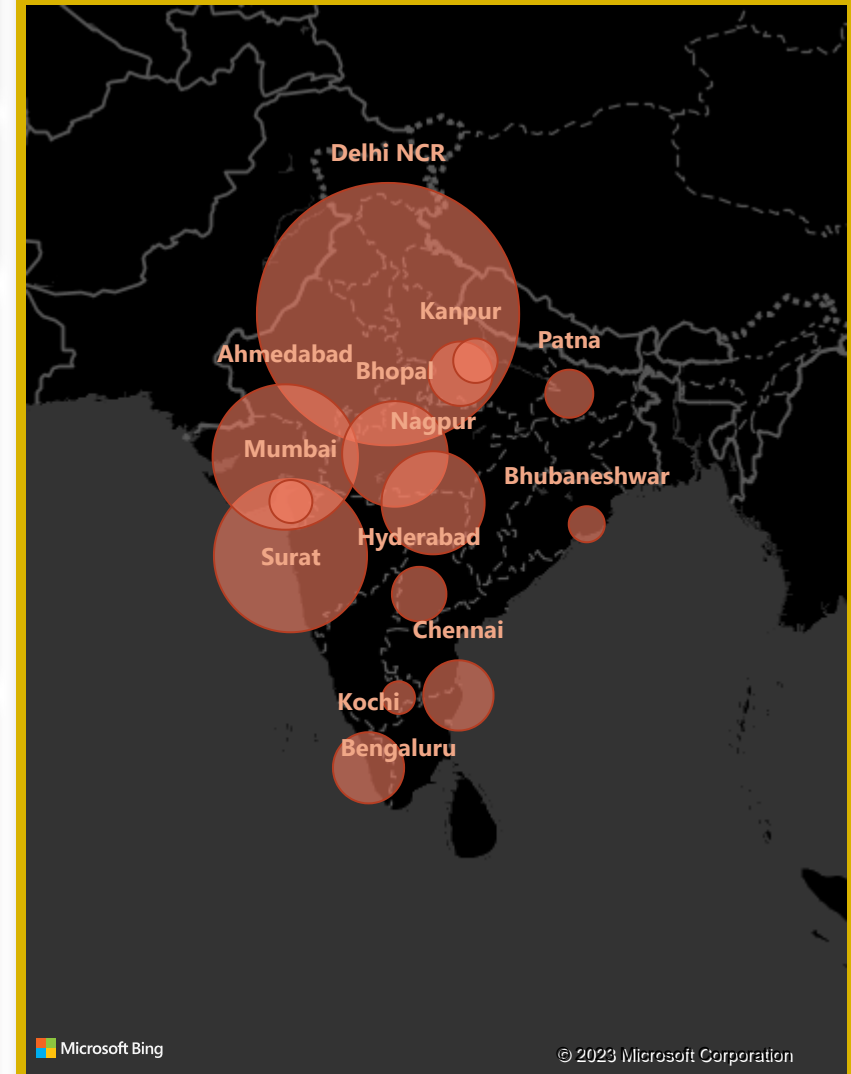 Delhi NCR
Kanpur
Patna
Ahmedabad
Bhopal
Nagpur
Mumbai
Bhubaneshwar
Hyderabad
Surat
Chennai
Kochi
Bengaluru
Microsoft Bing
© 2023 Microsoft Corporation